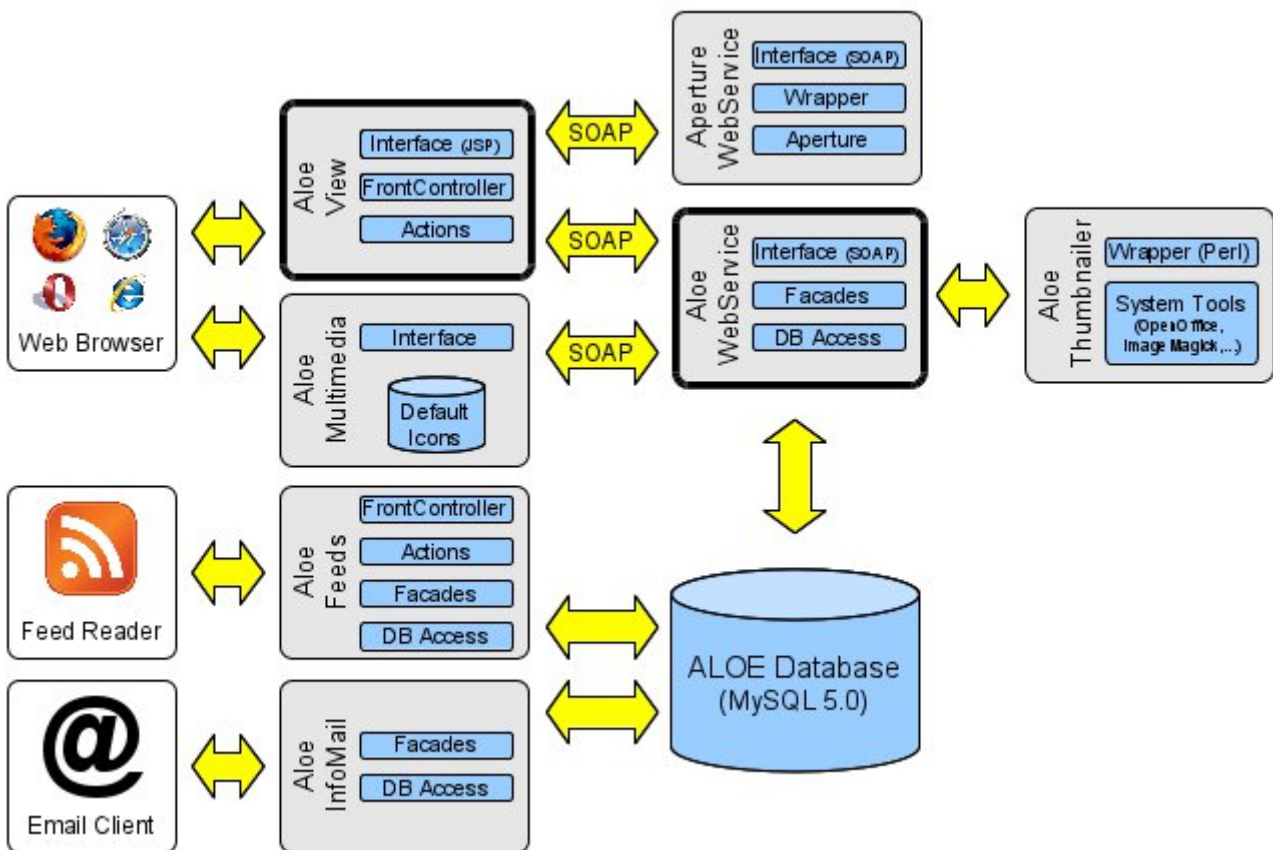 Aperture
WebService
Interface (SOAP)
Wrapper
Aperture
Aloe
View
Interface (JSP)
FrontController
Actions
SOAP
SOAP
SOAP
Web Browser
Aloe
Multimedia
Interface
Default
Icons
Aloe
WebService
Interface (SOAP)
Facades
DB Access
Aloe
Thumbnailer
Wrapper (Perl)
System Tools
(OpenOffice,
Image Magick,...)
Feed Reader
Aloe
Feeds
FrontController
Actions
Facades
DB Access
ALOE Database
(MySQL 5.0)
@
Email Client
Aloe
InfoMail
Facades
DB Access